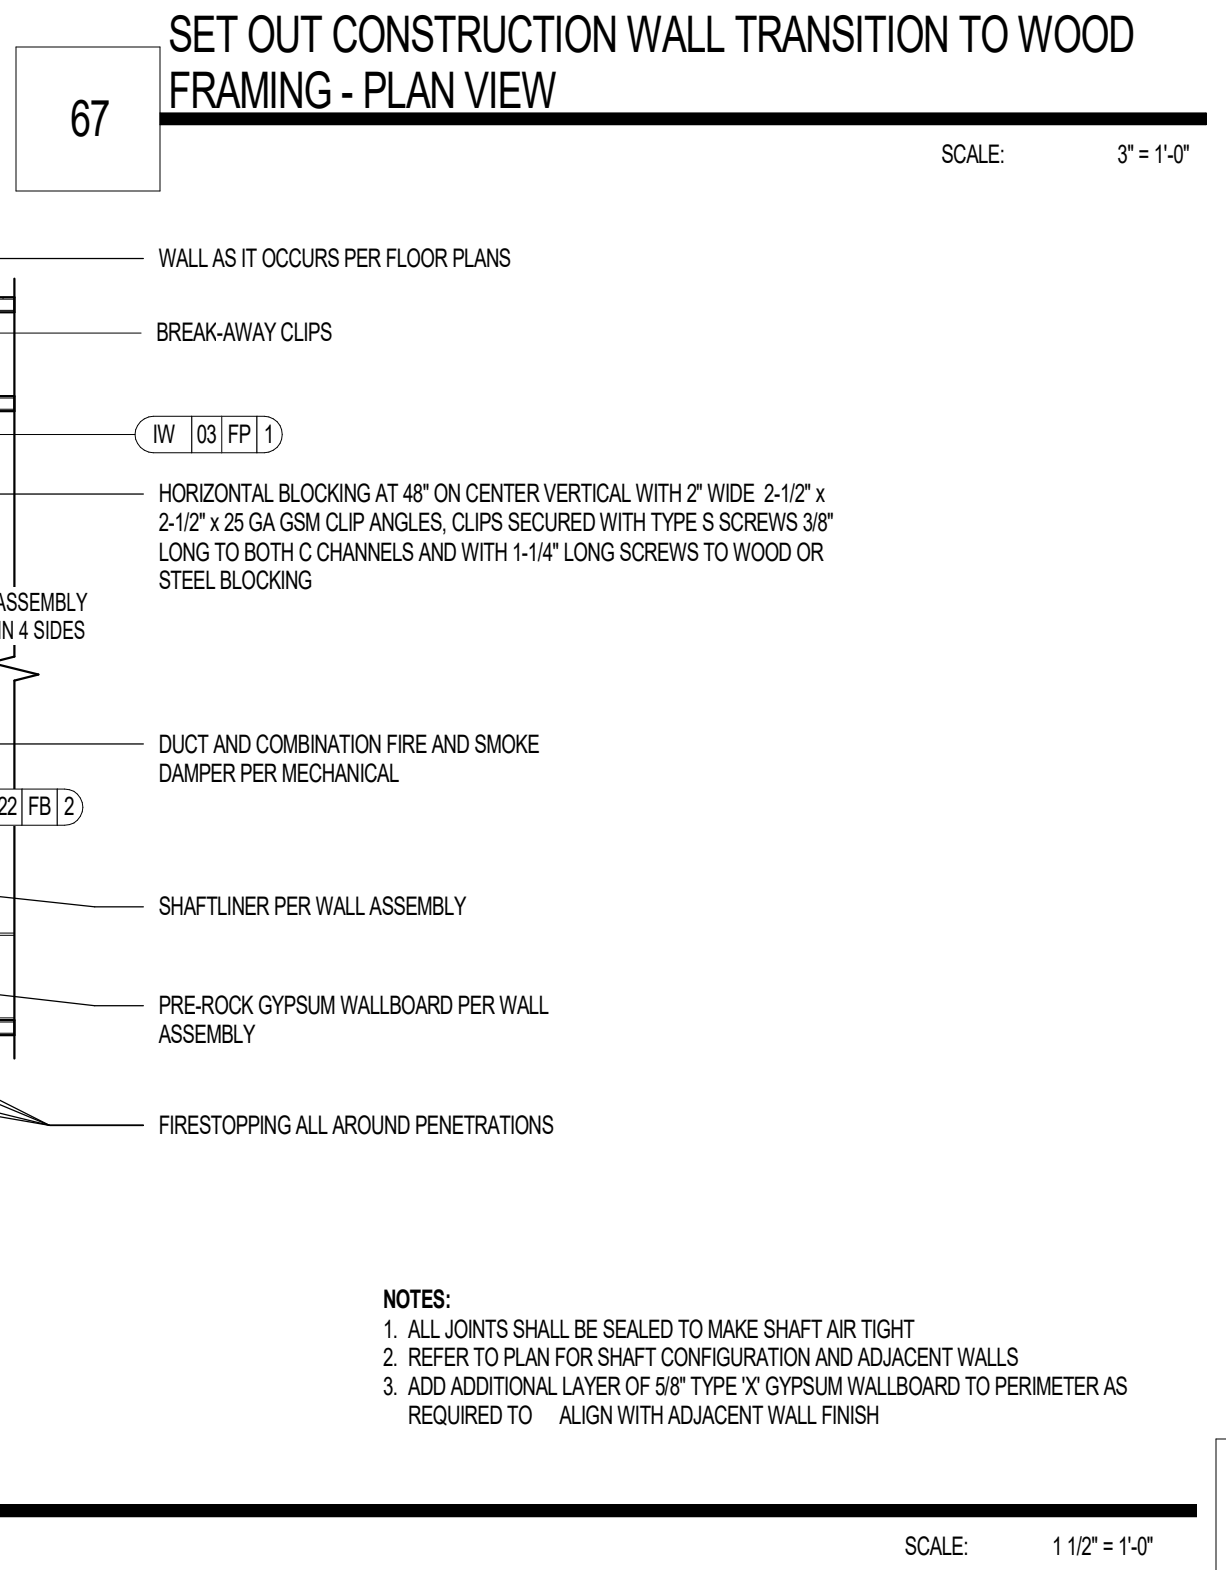 SET OUT CONSTRUCTION WALL TRANSITION TO WOOD
FRAMING - PLAN VIEW
67
SCALE: 3" = 1'-0"
WALL AS IT OCCURS PER FLOOR PLANS
BREAK-AWAY CLIPS
IW 03 FP 1
HORIZONTAL BLOCKING AT 48" ON CENTER VERTICAL WITH 2" WIDE 2-1/2" x
2-1/2" x 25 GA GSM CLIP ANGLES, CLIPS SECURED WITH TYPE S SCREWS 3/8"
LONG TO BOTH C CHANNELS AND WITH 1-1/4" LONG SCREWS TO WOOD OR
STEEL BLOCKING
ASSEMBLY
IN 4 SIDES
DUCT AND COMBINATION FIRE AND SMOKE
DAMPER PER MECHANICAL
22 FB 2
SHAFTLINER PER WALL ASSEMBLY
PRE-ROCK GYPSUM WALLBOARD PER WALL
ASSEMBLY
FIRESTOPPING ALL AROUND PENETRATIONS
NOTES:
1. ALL JOINTS SHALL BE SEALED TO MAKE SHAFT AIR TIGHT
2. REFER TO PLAN FOR SHAFT CONFIGURATION AND ADJACENT WALLS
3. ADD ADDITIONAL LAYER OF 5/8" TYPE 'X' GYPSUM WALLBOARD TO PERIMETER AS
REQUIRED TO ALIGN WITH ADJACENT WALL FINISH
SCALE: 1 1/2" = 1'-0"